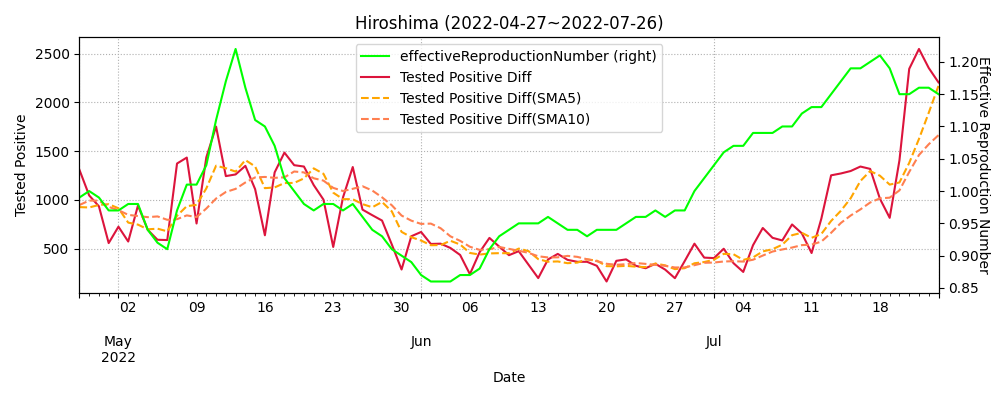 Hiroshima (2022-04-27~2022-07-26)
effectiveReproductionNumber (right)
Tested Positive Diff
Tested Positive Diff(SMA5)
Tested Positive Diff(SMA10)
Tested Positive
2500
2000
1500
1000
500
Effective Reproduction Number
1.20
1.15
1.10
1.05
1.00
0.95
0.90
0.85
02 09 16 23 30 06 13 20 27 04 11 18
May Jun Jul
2022
Date